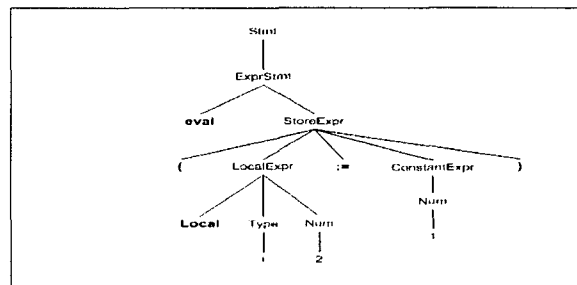 Stmt
ExprStmt
eval StoreExpr
( LocalExpr := ConstantExpr )
Num
Local Type Num 1
i 2